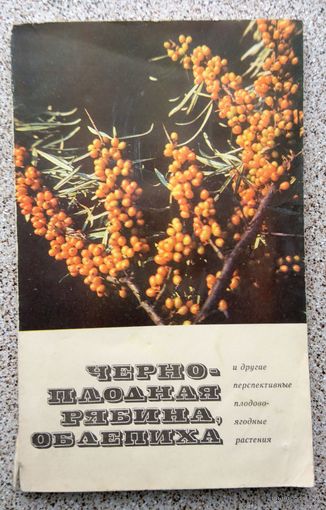 ЧЕРНО-
ПЛОДНАЯ
РЯБИНА,
ОБЛЕПИХА
и другие
перспективные
плодово-
ягодные
растения